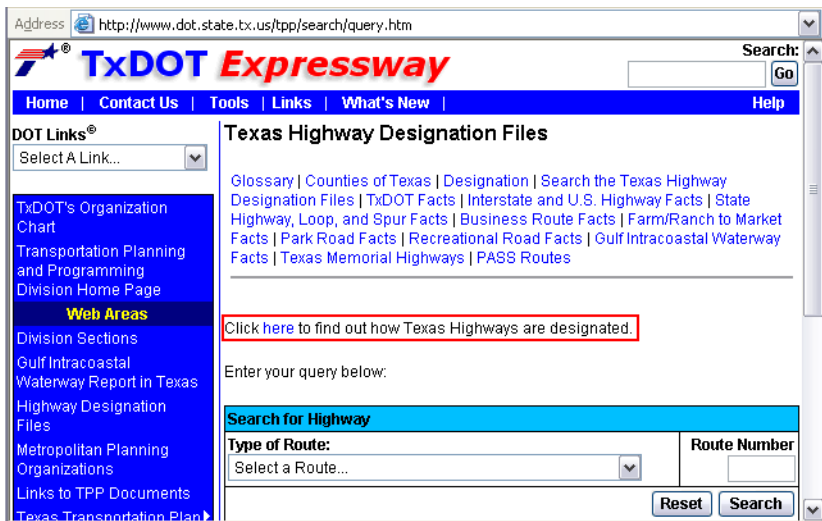 Address http://www.dot.state.tx.us/tpp/search/query.htm
® TxDOT Expressway
Search:
Go
Home | Contact Us | Tools | Links | What's New | Help
DOT Links®
Select A Link...
TxDOT's Organization
Chart
Transportation Planning
and Programming
Division Home Page
Web Areas
Division Sections
Gulf Intracoastal
Waterway Report in Texas
Highway Designation
Files
Metropolitan Planning
Organizations
Links to TPP Documents
Texas Transportation Plan
Texas Highway Designation Files
Glossary | Counties of Texas | Designation | Search the Texas Highway
Designation Files | TxDOT Facts | Interstate and U.S. Highway Facts | State
Highway, Loop, and Spur Facts | Business Route Facts | Farm/Ranch to Market
Facts | Park Road Facts | Recreational Road Facts | Gulf Intracoastal Waterway
Facts | Texas Memorial Highways | PASS Routes
Click here to find out how Texas Highways are designated.
Enter your query below:
Search for Highway
Type of Route:
Route Number
Select a Route...
Reset Search